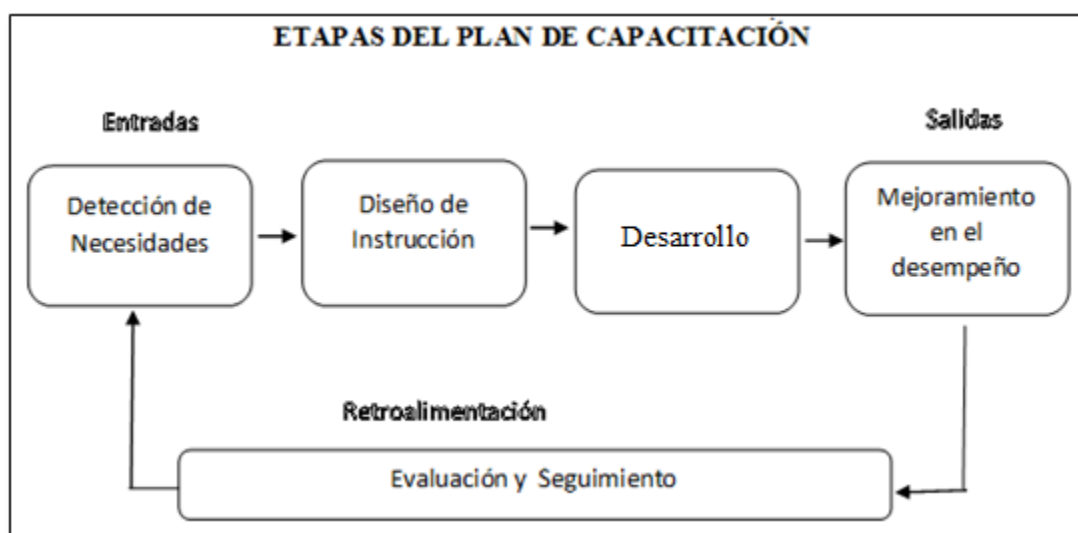 ETAPAS DEL PLAN DE CAPACITACIÓN
Entradas
Salidas
Detección de
Necesidades
Diseño de
Instrucción
Desarrollo
Mejoramiento
en el
desempeño
Retroalimentación
Evaluación y Seguimiento